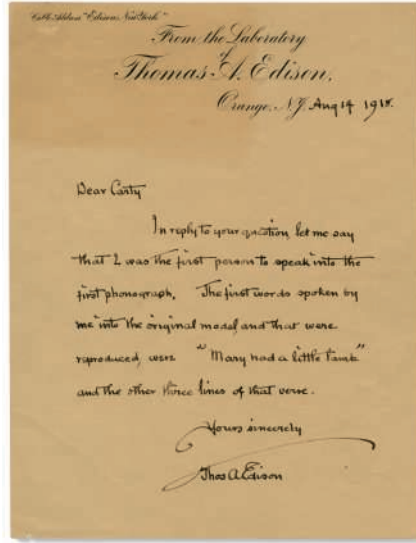 Cable Address "Edison, New York"
From the Laboratory
of
Thomas A. Edison,
Orange, N.J. Aug 14 1918.
Dear Carty
In reply to your question, let me say
that I was the first person to speak into the
first phonograph. The first words spoken by
me into the original model, and that were
reproduced, were "Mary had a little lamb"
and the other three lines of that verse.
Yours sincerely
Thos A Edison